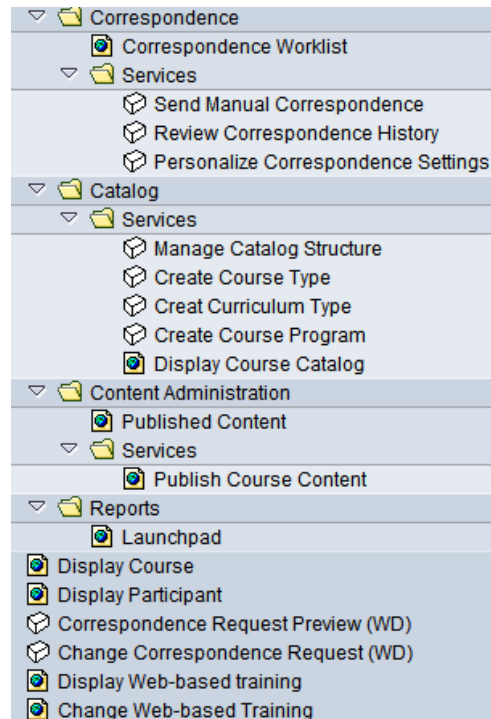 Correspondence
Correspondence Worklist
Services
Send Manual Correspondence
Review Correspondence History
Personalize Correspondence Settings
Catalog
Services
Manage Catalog Structure
Create Course Type
Creat Curriculum Type
Create Course Program
Display Course Catalog
Content Administration
Published Content
Services
Publish Course Content
Reports
Launchpad
Display Course
Display Participant
Correspondence Request Preview (WD)
Change Correspondence Request (WD)
Display Web-based training
Change Web-based Training